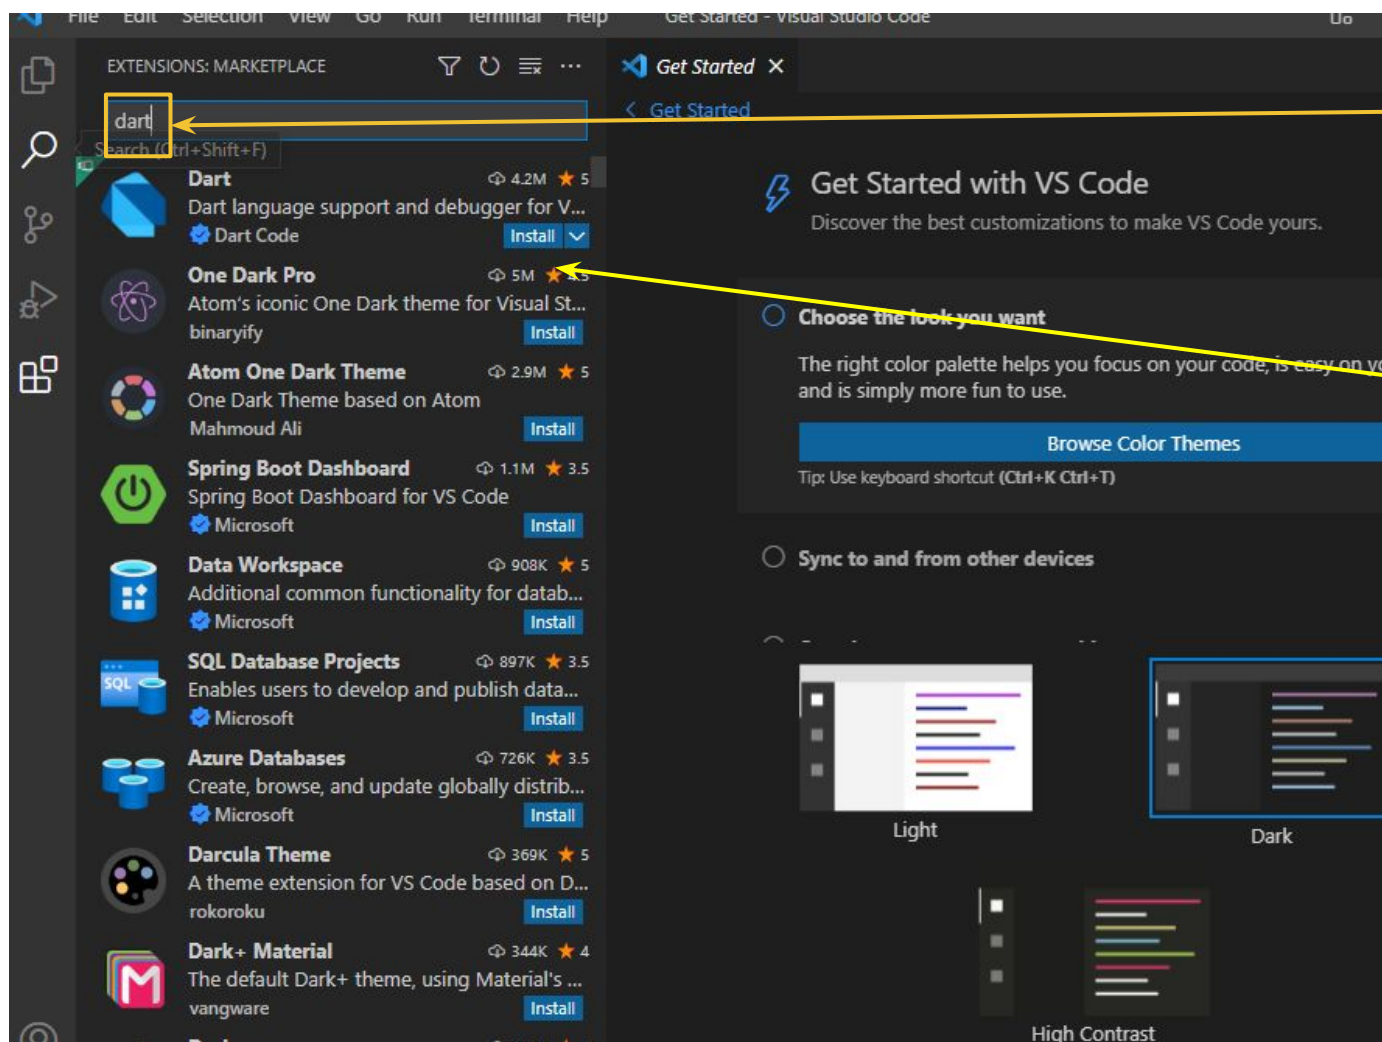 File Edit Selection View Go Run Terminal Help Get Started - Visual Studio Code
EXTENSIONS: MARKETPLACE
dart
Search (Ctrl+Shift+F)
Dart 4.2M 5
Dart language support and debugger for V...
Dart Code Install
One Dark Pro 5M 4.5
Atom's iconic One Dark theme for Visual St...
binaryify Install
Atom One Dark Theme 2.9M 5
One Dark Theme based on Atom
Mahmoud Ali Install
Spring Boot Dashboard 1.1M 3.5
Spring Boot Dashboard for VS Code
Microsoft Install
Data Workspace 908K 5
Additional common functionality for datab...
Microsoft Install
SQL
SQL Database Projects 897K 3.5
Enables users to develop and publish data...
Microsoft Install
Azure Databases 726K 3.5
Create, browse, and update globally distrib...
Microsoft Install
Darcula Theme 369K 5
A theme extension for VS Code based on D...
rokoroku Install
M
Dark+ Material 344K 4
The default Dark+ theme, using Material's ...
vangware Install
Get Started
Get Started
Get Started with VS Code
Discover the best customizations to make VS Code yours.
Choose the look you want
The right color palette helps you focus on your code, is easy on
and is simply more fun to use.
Browse Color Themes
Tip: Use keyboard shortcut (Ctrl+K Ctrl+T)
Sync to and from other devices
Light
Dark
High Contrast